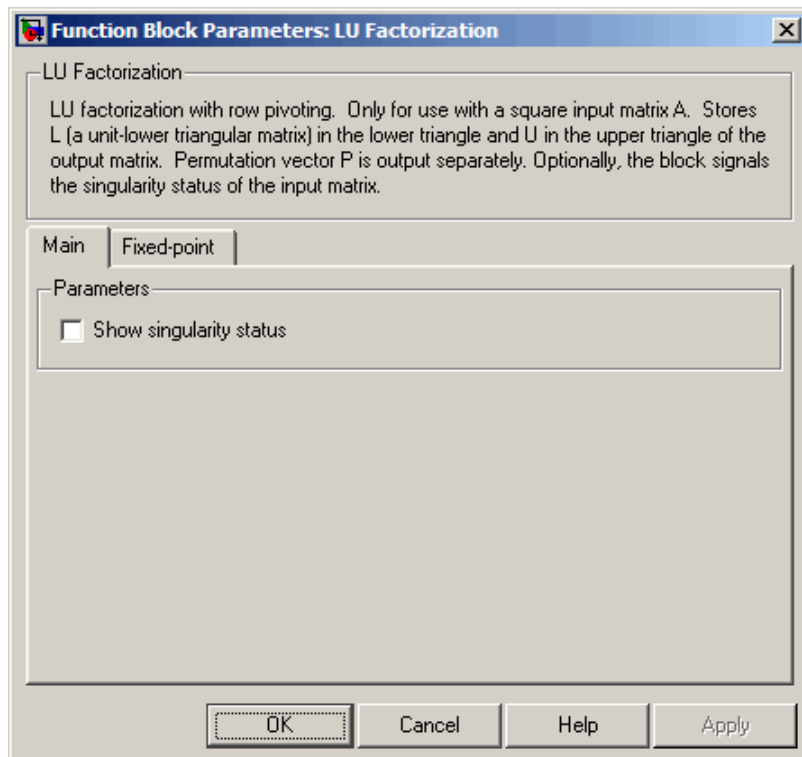 Function Block Parameters: LU Factorization
LU Factorization
LU factorization with row pivoting.  Only for use with a square input matrix A.  Stores
L (a unit-lower triangular matrix) in the lower triangle and U in the upper triangle of the
output matrix.  Permutation vector P is output separately. Optionally, the block signals
the singularity status of the input matrix.
Main Fixed-point
Parameters
Show singularity status
OK Cancel Help Apply